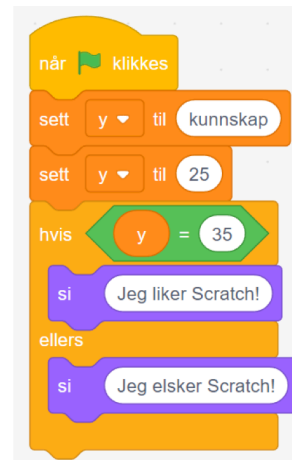 når klikkes
sett y til kunnskap
sett y til 25
hvis y = 35
si Jeg liker Scratch!
ellers
si Jeg elsker Scratch!